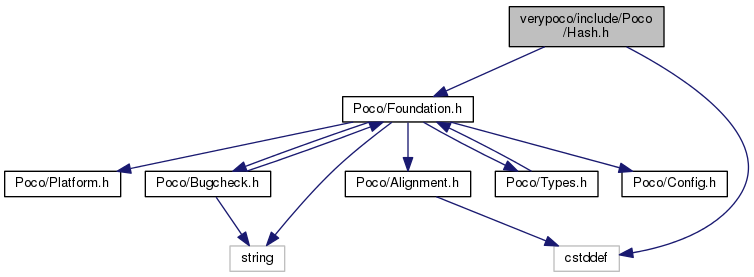 verypoco/include/Poco
/Hash.h
Poco/Foundation.h
Poco/Platform.h
Poco/Bugcheck.h
Poco/Alignment.h
Poco/Types.h
Poco/Config.h
string
cstddef